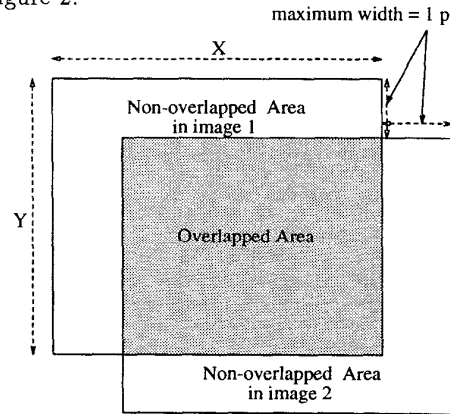 igure 2.
maximum width = 1 p
X
Non-overlapped Area
in image 1
Y
Overlapped Area
Non-overlapped Area
in image 2